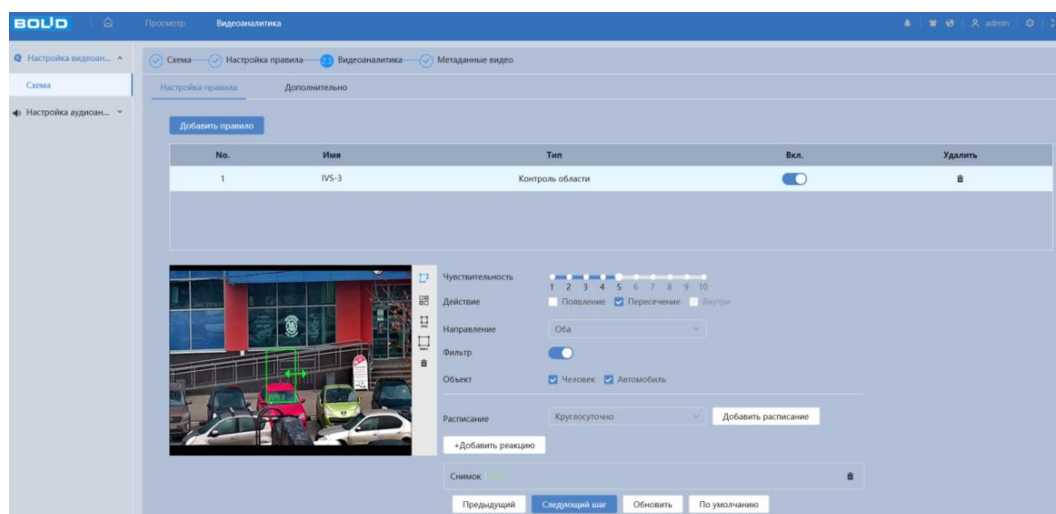 BOLID Просмотр Видеоаналитика admin
Настройка видеоан... Схема Настройка правила 2.1 Видеоаналитика Метаданные видео
Схема Настройка правила Дополнительно
Настройка аудиоан...
Добавить правило
No. Имя Тип Вкл. Удалить
1 IVS-3 Контроль области
Чувствительность
1 2 3 4 5 6 7 8 9 10
Действие Появление Пересечение Внутри
Направление Оба
Фильтр
Объект Человек Автомобиль
Расписание Круглосуточно Добавить расписание
+Добавить реакцию
Снимок
Предыдущий Следующий шаг Обновить По умолчанию